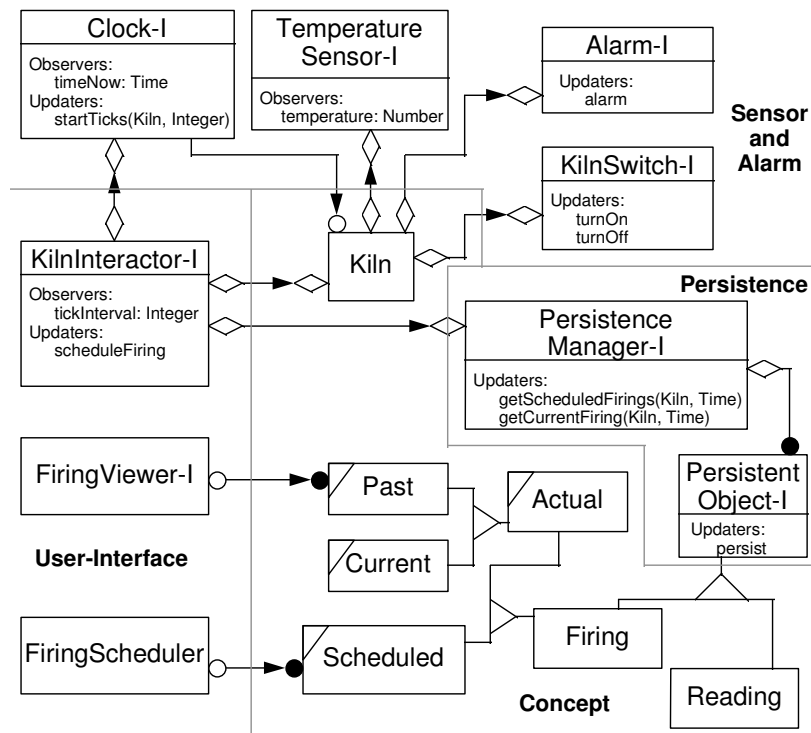 Clock-I
Observers:
timeNow: Time
Updaters:
startTicks(Kiln, Integer)
Temperature
Sensor-I
Observers:
temperature: Number
Alarm-I
Updaters:
alarm
Sensor
and
Alarm
KilnSwitch-I
Updaters:
turnOn
turnOff
KilnInteractor-I
Observers:
tickInterval: Integer
Updaters:
scheduleFiring
Kiln
Persistence
Persistence
Manager-I
Updaters:
getScheduledFirings(Kiln, Time)
getCurrentFiring(Kiln, Time)
FiringViewer-I
Past
Actual
Persistent
Object-I
Updaters:
persist
User-Interface
Current
FiringScheduler
Scheduled
Firing
Reading
Concept